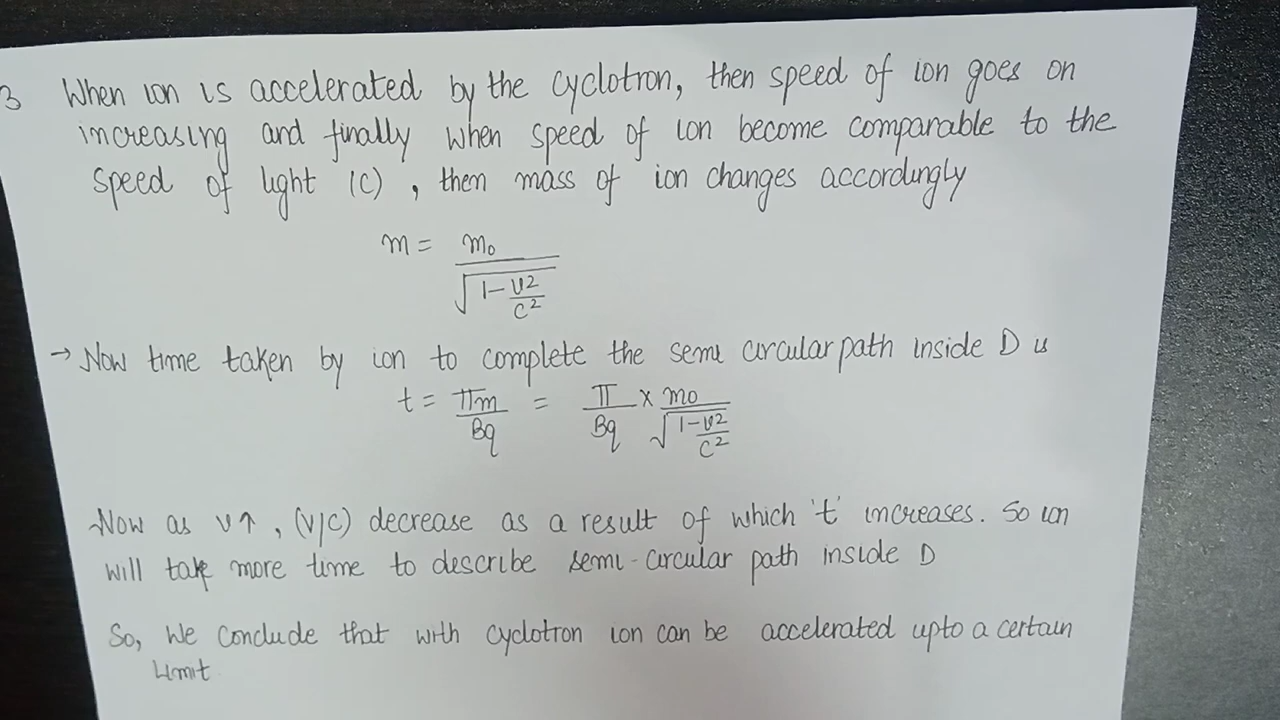 3 When ion is accelerated by the cyclotron, then speed of ion goes on
increasing and finally when speed of ion become comparable to the
speed of light (C) , then mass of ion changes accordingly
m = m₀ / √(1 - v²/c²)
→ Now time taken by ion to complete the semi circular path inside D is
t = πm/Bq = π/Bq × m₀/√(1 - v²/c²)
Now as v↑ , (v/c) decrease as a result of which 't' increases. So ion
will take more time to describe semi-circular path inside D
So, We conclude that with cyclotron ion can be accelerated upto a certain
limit